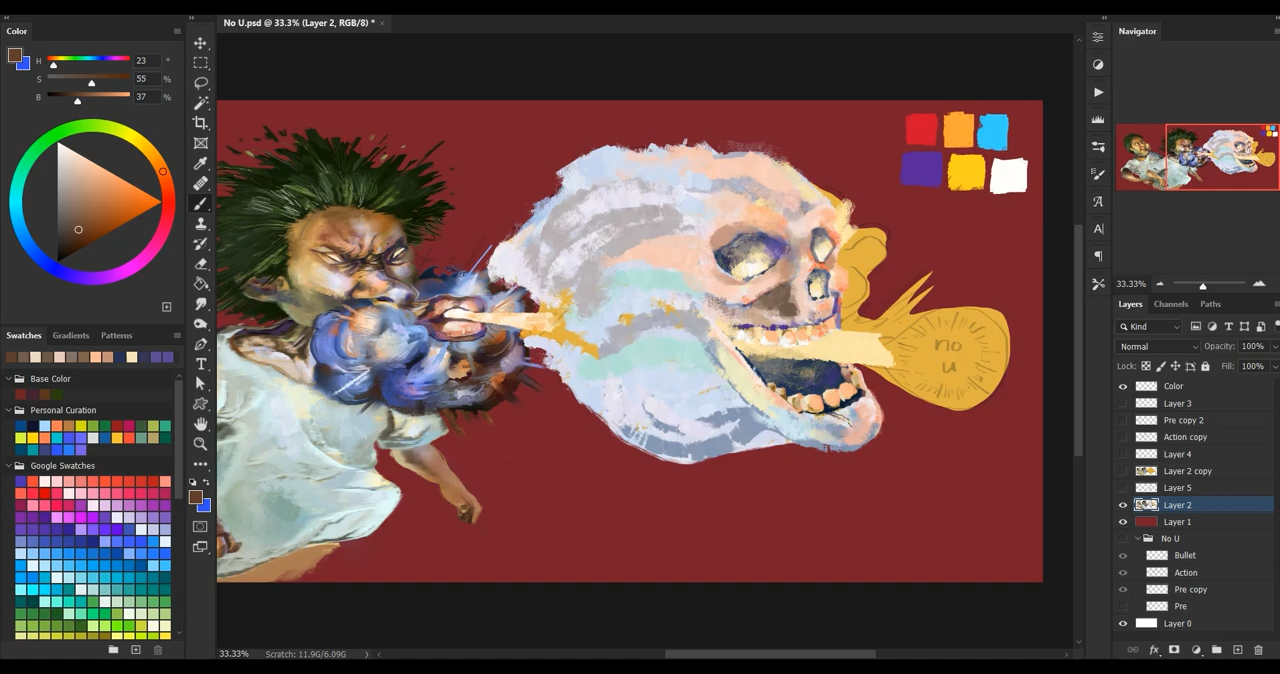 No U.psd @ 33.3% (Layer 2, RGB/8) *
Color
H 23 °
S 55 %
B 37 %
Swatches Gradients Patterns
Base Color
Personal Curation
Google Swatches
no
u
33.33% Scratch: 11.9G/6.09G
Navigator
33.33%
Layers Channels Paths
Kind
Normal Opacity: 100%
Lock: Fill: 100%
Color
Layer 3
Pre copy 2
Action copy
Layer 4
Layer 2 copy
Layer 5
Layer 2
Layer 1
No U
Bullet
Action
Pre copy
Pre
Layer 0